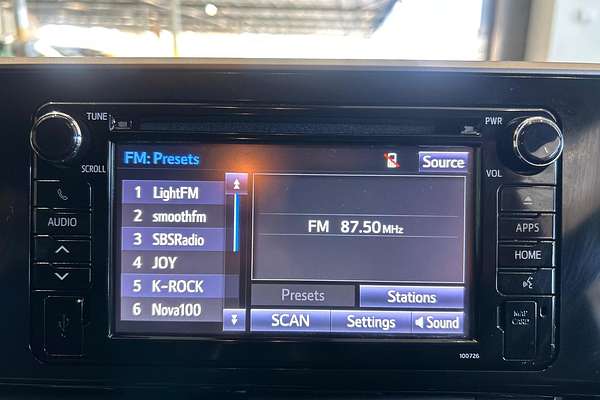 TUNE
PWR
SCROLL
VOL
FM: Presets
Source
1 LightFM
2 smoothfm
3 SBSRadio
4 JOY
5 K-ROCK
6 Nova100
FM 87.50 MHz
Presets
Stations
SCAN
Settings
Sound
AUDIO
APPS
HOME
MAP
CARD
100726